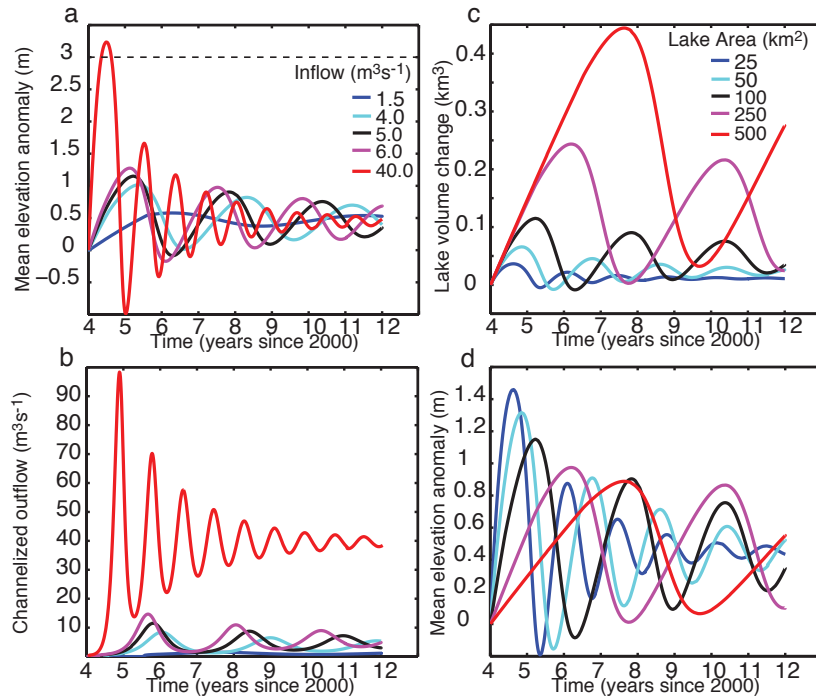 a
Mean elevation anomaly (m)
3
2
1
1
0.5
0
−0.5
Inflow (m³s⁻¹)
1.5
4.0
5.0
6.0
40.0
4 5 6 7 8 9 10 11 12
Time (years since 2000)
c
Lake volume change (km³)
0.4
0.3
0.2
0.1
0
Lake Area (km²)
25
50
100
250
500
4 5 6 7 8 9 10 11 12
Time (years since 2000)
b
Channelized outflow (m³s⁻¹)
90
80
70
60
50
40
30
20
10
4 5 6 7 8 9 10 11 12
Time (years since 2000)
d
Mean elevation anomaly (m)
1.4
1.2
0.8
0.6
0.4
0.2
0
4 5 6 7 8 9 10 11 12
Time (years since 2000)